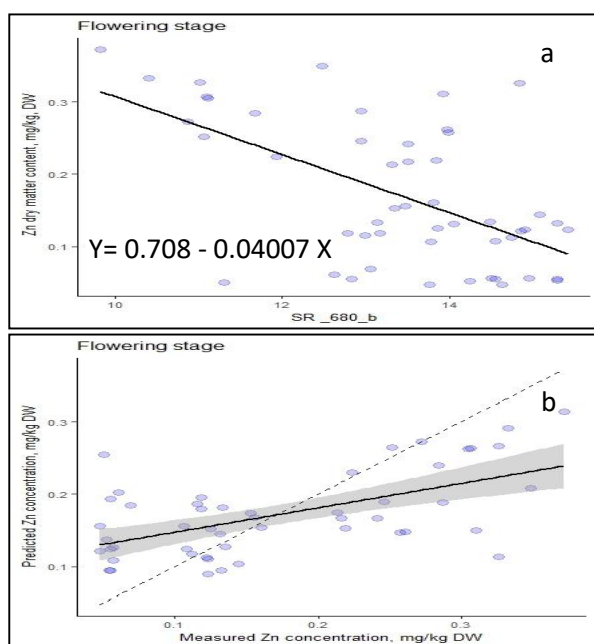 Flowering stage
a
Zn dry matter content, mg/kg, DW
0.3
0.2
0.1
Y= 0.708 - 0.04007 X
10 12 14
SR _680_b
Flowering stage
b
Predicted Zn concentration, mg/kg DW
0.3
0.2
0.1
0.1 0.2 0.3
Measured Zn concentration, mg/kg DW